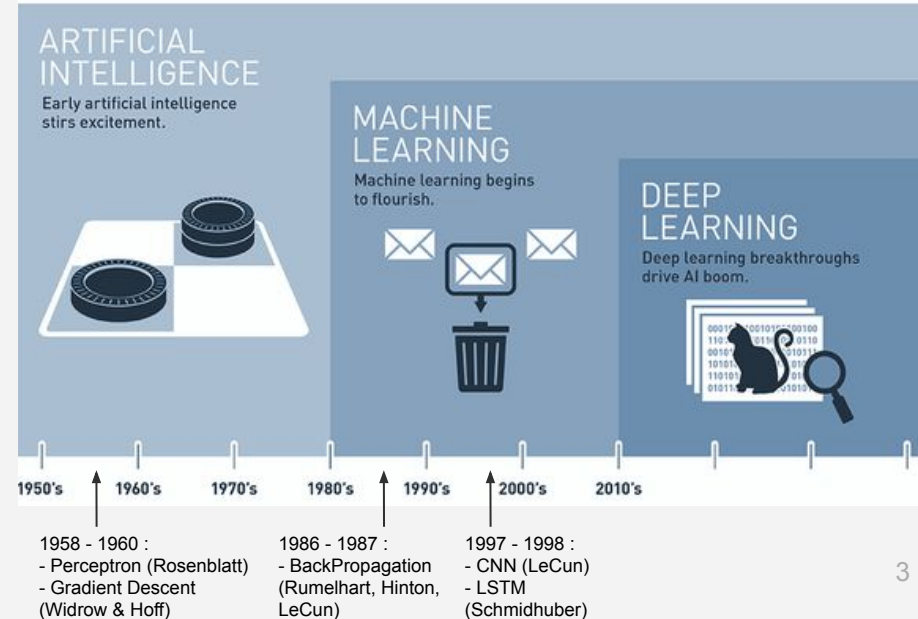 ARTIFICIAL
INTELLIGENCE
Early artificial intelligence
stirs excitement.
MACHINE
LEARNING
Machine learning begins
to flourish.
DEEP
LEARNING
Deep learning breakthroughs
drive AI boom.
1950's 1960's 1970's 1980's 1990's 2000's 2010's
1958 - 1960 :
- Perceptron (Rosenblatt)
- Gradient Descent
(Widrow & Hoff)
1986 - 1987 :
- BackPropagation
(Rumelhart, Hinton,
LeCun)
1997 - 1998 :
- CNN (LeCun)
- LSTM
(Schmidhuber)
3